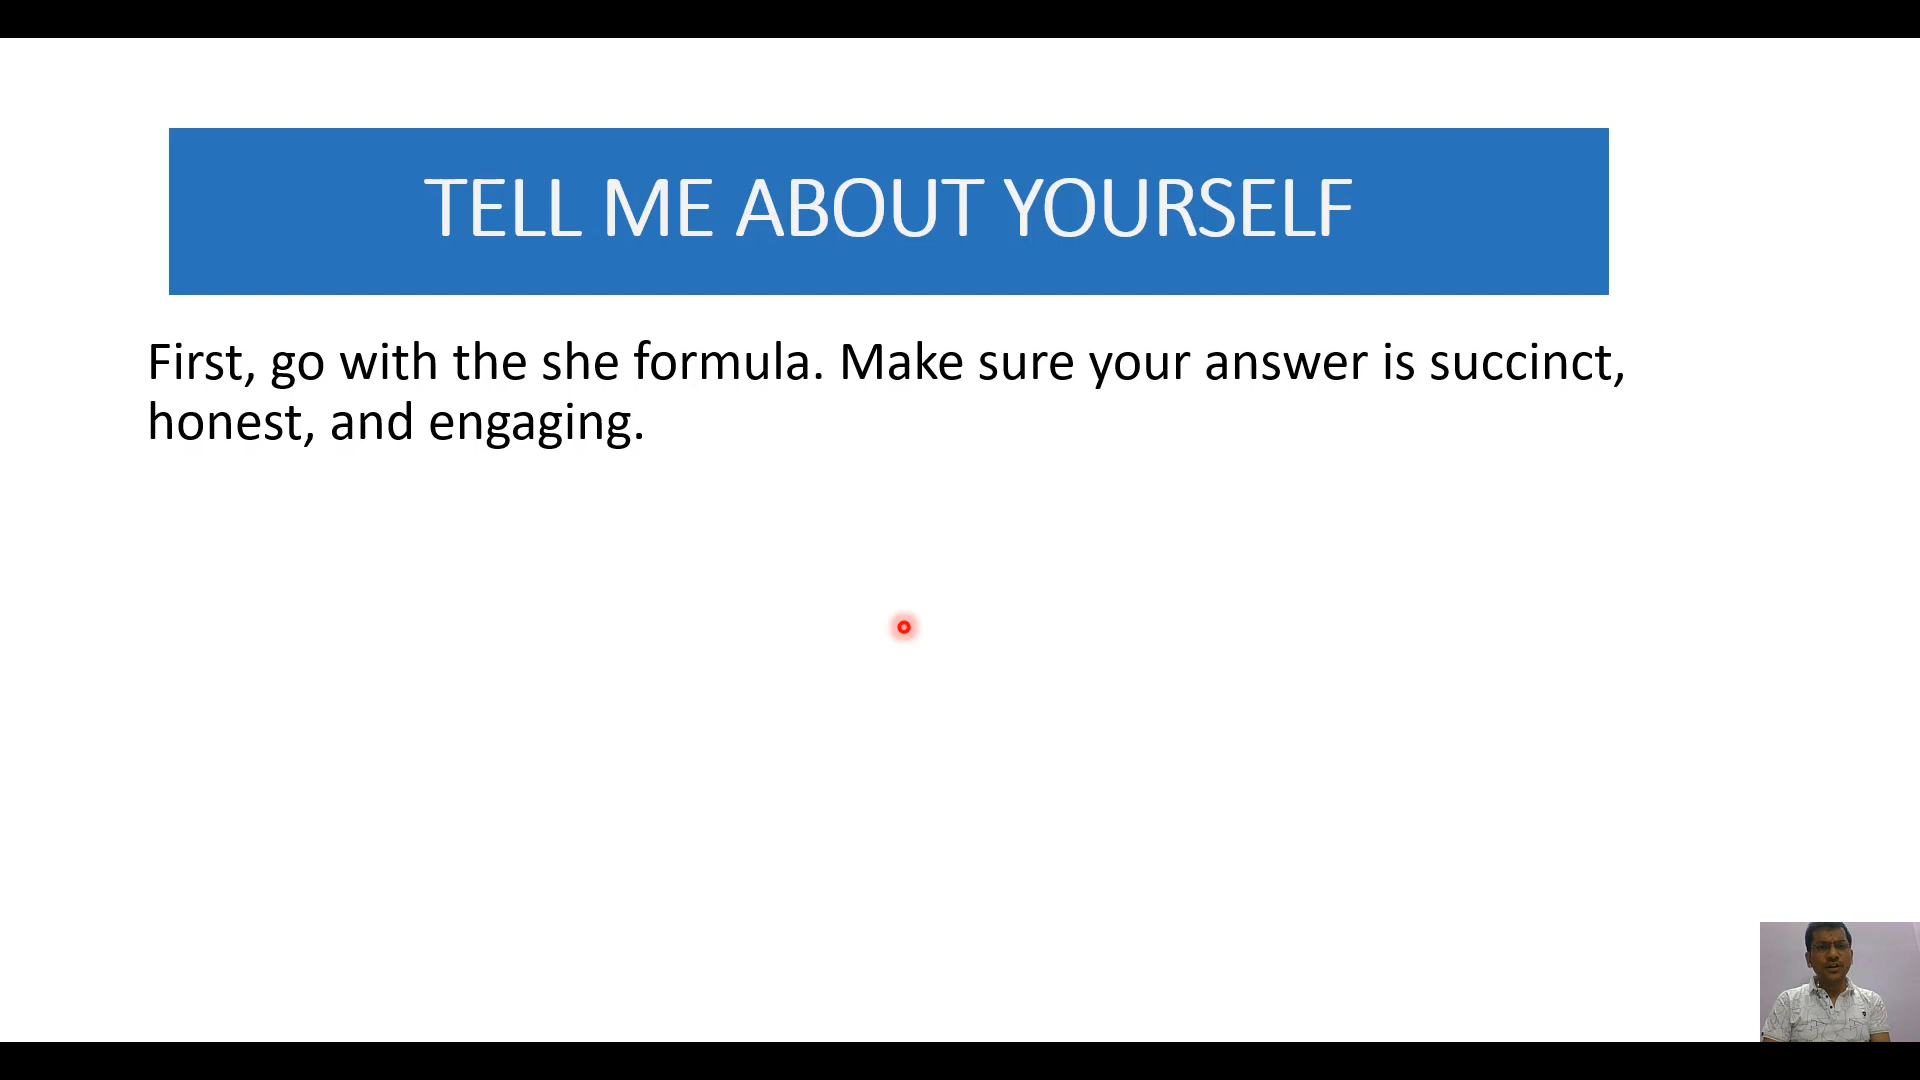 TELL ME ABOUT YOURSELF
First, go with the she formula. Make sure your answer is succinct,
honest, and engaging.